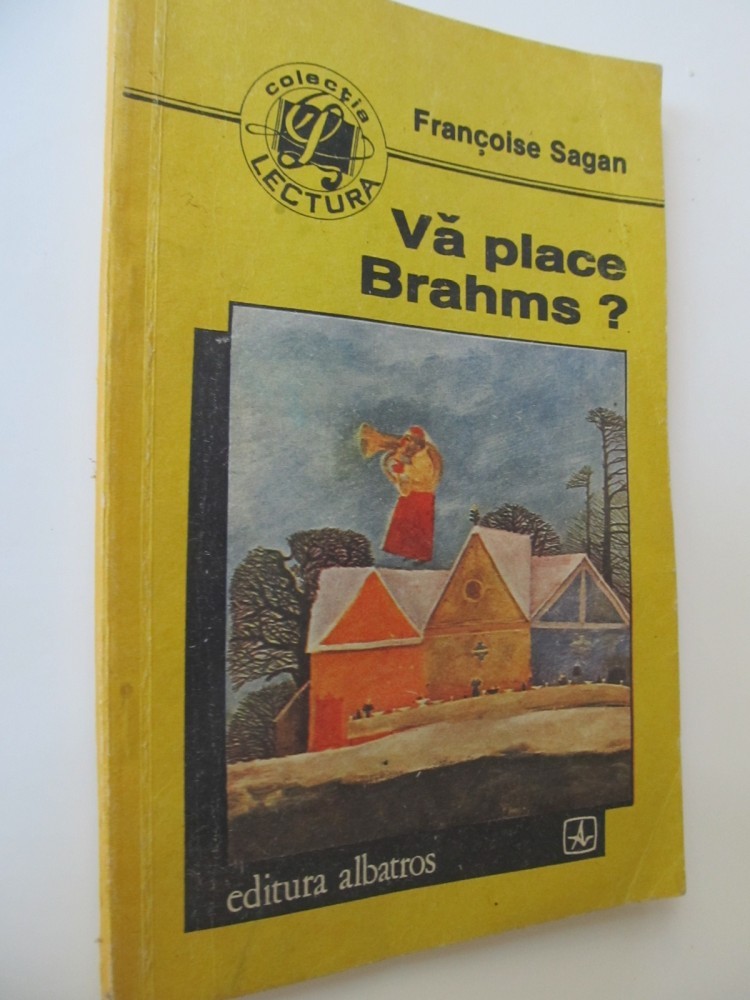 colecția
LECTURA
Françoise Sagan
Vă place
Brahms ?
editura albatros